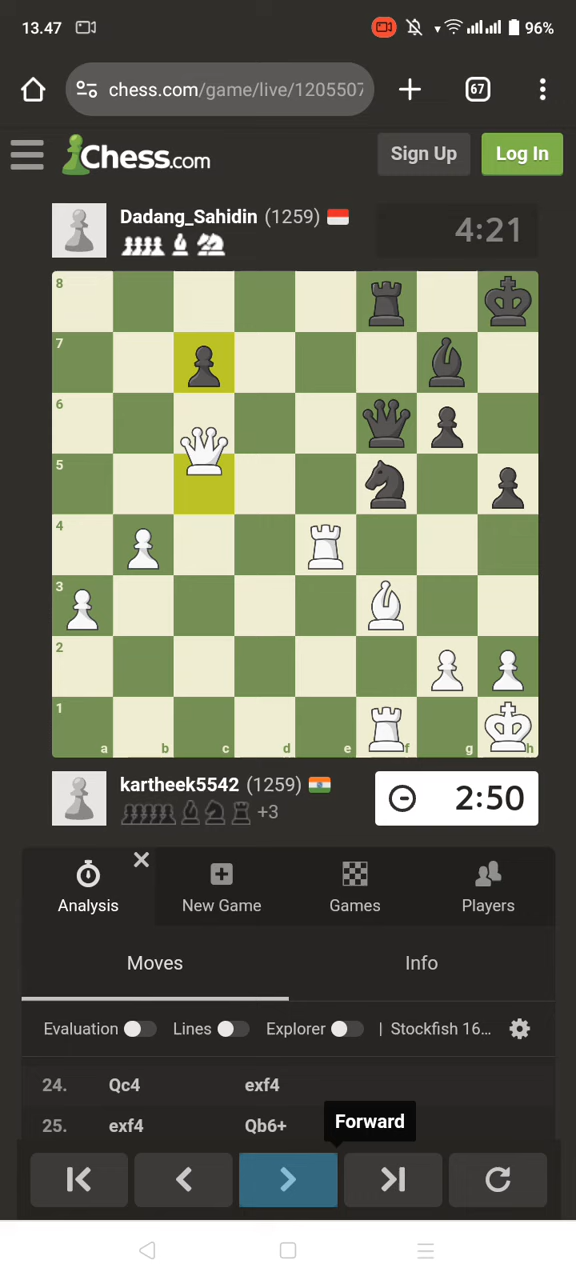 13.47 96%
chess.com/game/live/1205507 67
Chess.com Sign Up Log In
Dadang_Sahidin (1259) 4:21
8
7
6
5
4
3
2
1
a b c d e f g h
kartheek5542 (1259) 2:50
+3
Analysis New Game Games Players
Moves Info
Evaluation Lines Explorer | Stockfish 16...
24. Qc4 exf4
25. exf4 Qb6+
Forward